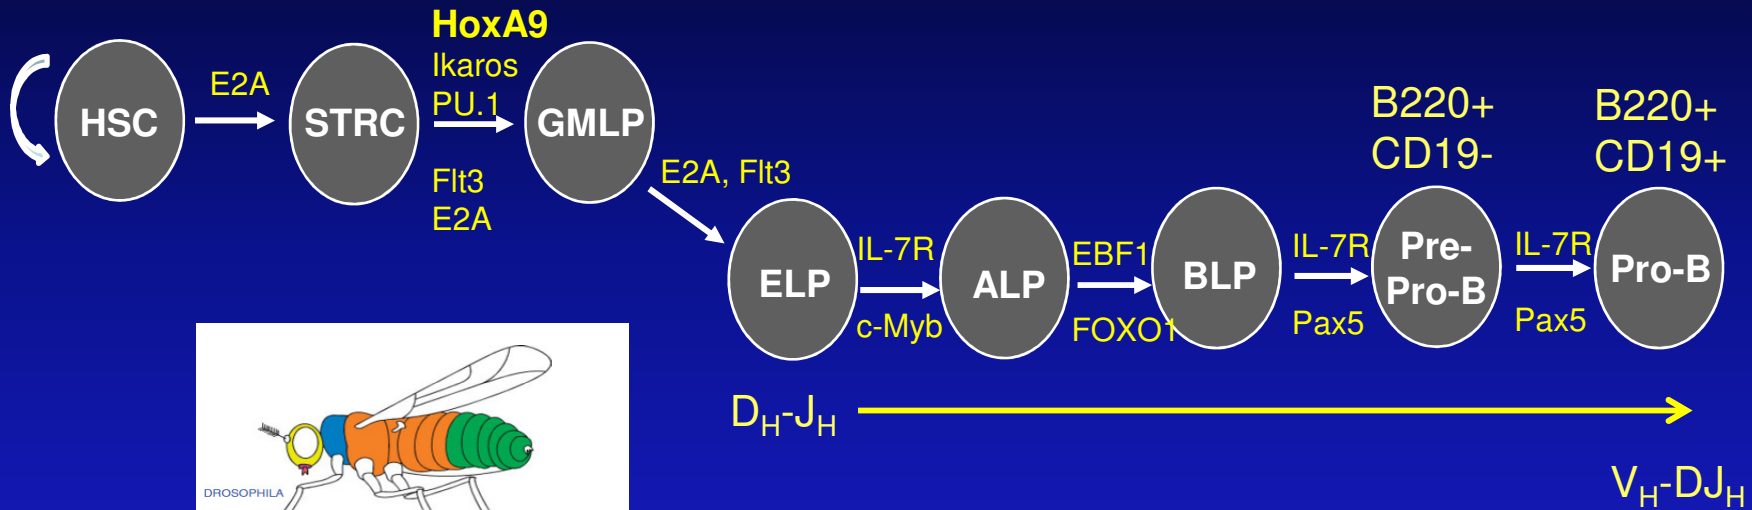 HSC
E2A
STRC
HoxA9
Ikaros
PU.1
Flt3
E2A
GMLP
E2A, Flt3
ELP
IL-7R
c-Myb
ALP
EBF1
FOXO1
BLP
IL-7R
Pax5
B220+
CD19-
Pre-
Pro-B
IL-7R
Pax5
B220+
CD19+
Pro-B
DH-JH
VH-DJH
DROSOPHILA